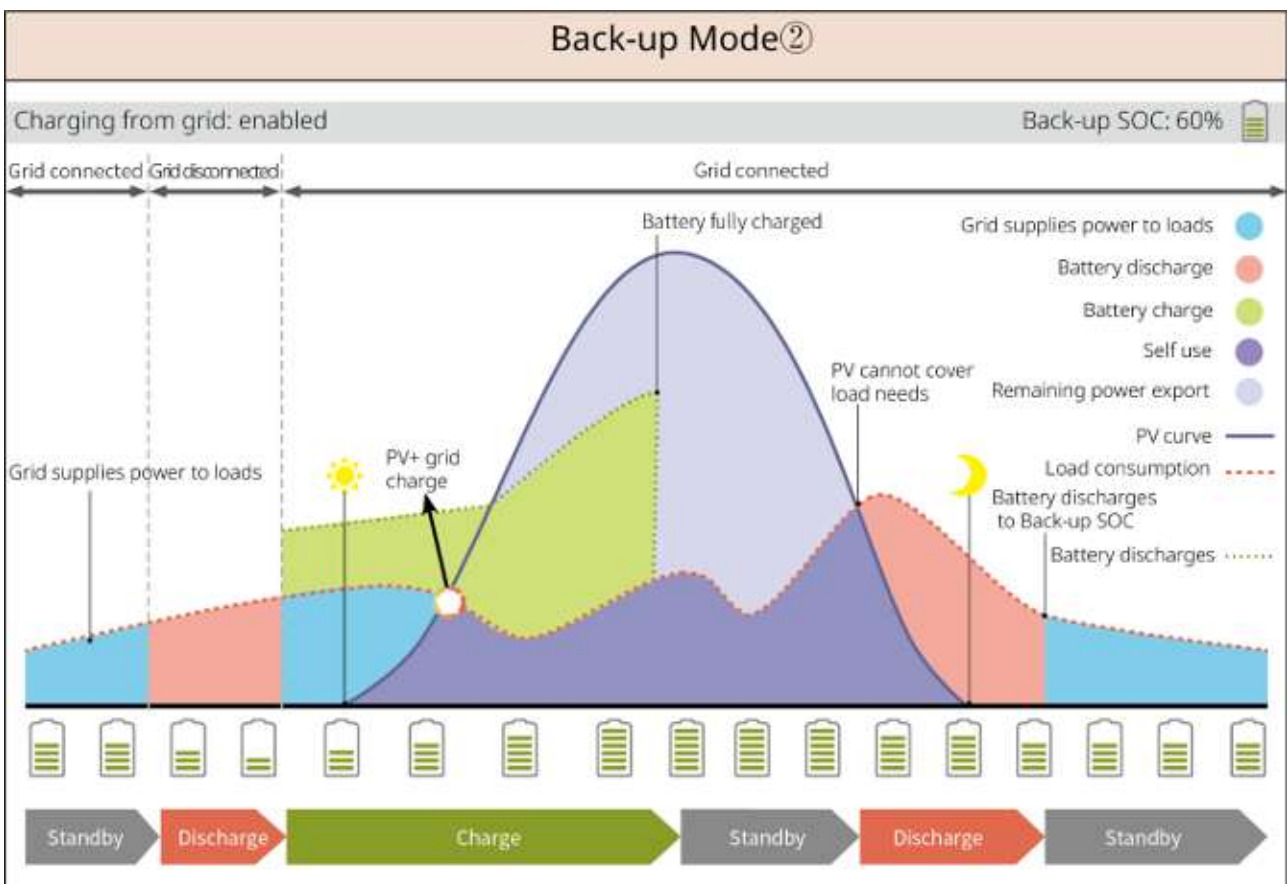 Back-up Mode②
Charging from grid: enabled
Back-up SOC: 60%
Grid connected
Grid disconnected
Grid connected
Battery fully charged
Grid supplies power to loads
Battery discharge
Battery charge
Self use
Remaining power export
PV curve
Load consumption
Battery discharges
PV cannot cover
load needs
PV+ grid
charge
Grid supplies power to loads
Battery discharges
to Back-up SOC
Standby
Discharge
Charge
Standby
Discharge
Standby